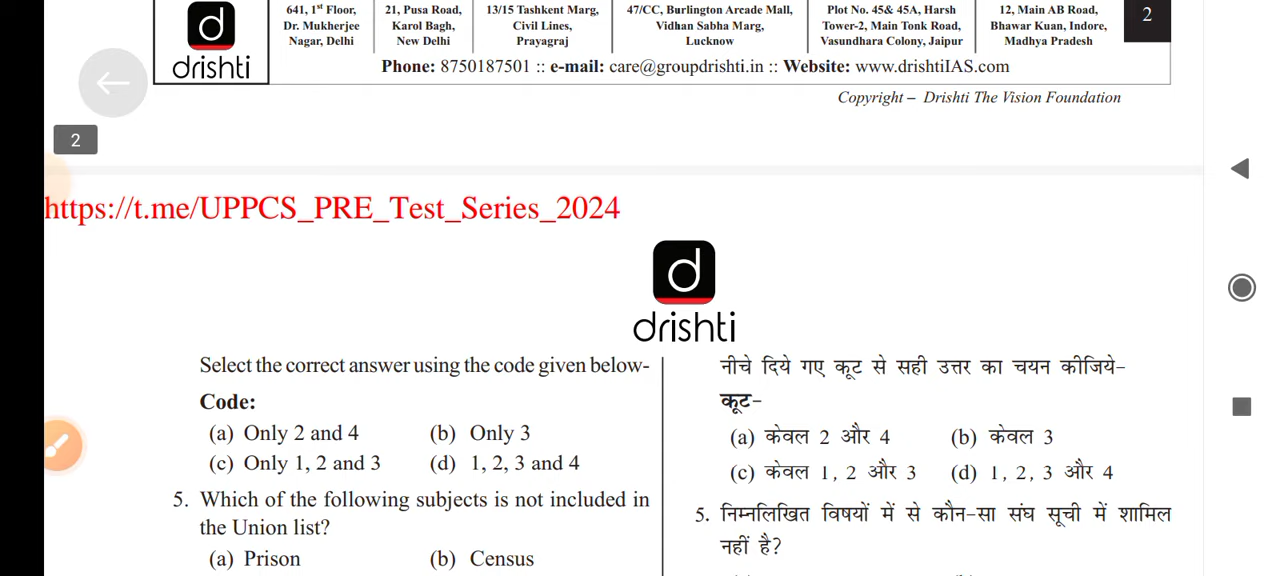 641, 1st Floor,
Dr. Mukherjee
Nagar, Delhi
21, Pusa Road,
Karol Bagh,
New Delhi
13/15 Tashkent Marg,
Civil Lines,
Prayagraj
47/CC, Burlington Arcade Mall,
Vidhan Sabha Marg,
Lucknow
Plot No. 45& 45A, Harsh
Tower-2, Main Tonk Road,
Vasundhara Colony, Jaipur
12, Main AB Road,
Bhawar Kuan, Indore,
Madhya Pradesh
2
d
drishti
Phone: 8750187501 :: e-mail: care@groupdrishti.in :: Website: www.drishtiIAS.com
Copyright – Drishti The Vision Foundation
2
https://t.me/UPPCS_PRE_Test_Series_2024
d
drishti
Select the correct answer using the code given below-
Code:
(a) Only 2 and 4 (b) Only 3
(c) Only 1, 2 and 3 (d) 1, 2, 3 and 4
5. Which of the following subjects is not included in
the Union list?
(a) Prison (b) Census
नीचे दिये गए कूट से सही उत्तर का चयन कीजिये–
कूट–
(a) केवल 2 और 4 (b) केवल 3
(c) केवल 1, 2 और 3 (d) 1, 2, 3 और 4
5. निम्नलिखित विषयों में से कौन-सा संघ सूची में शामिल
नहीं है?